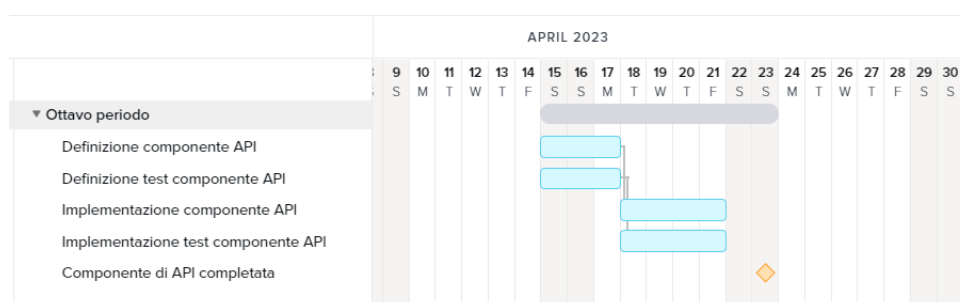 APRIL 2023
9 10 11 12 13 14 15 16 17 18 19 20 21 22 23 24 25 26 27 28 29 30
S M T W T F S S M T W T F S S M T W T F S S
Ottavo periodo
Definizione componente API
Definizione test componente API
Implementazione componente API
Implementazione test componente API
Componente di API completata